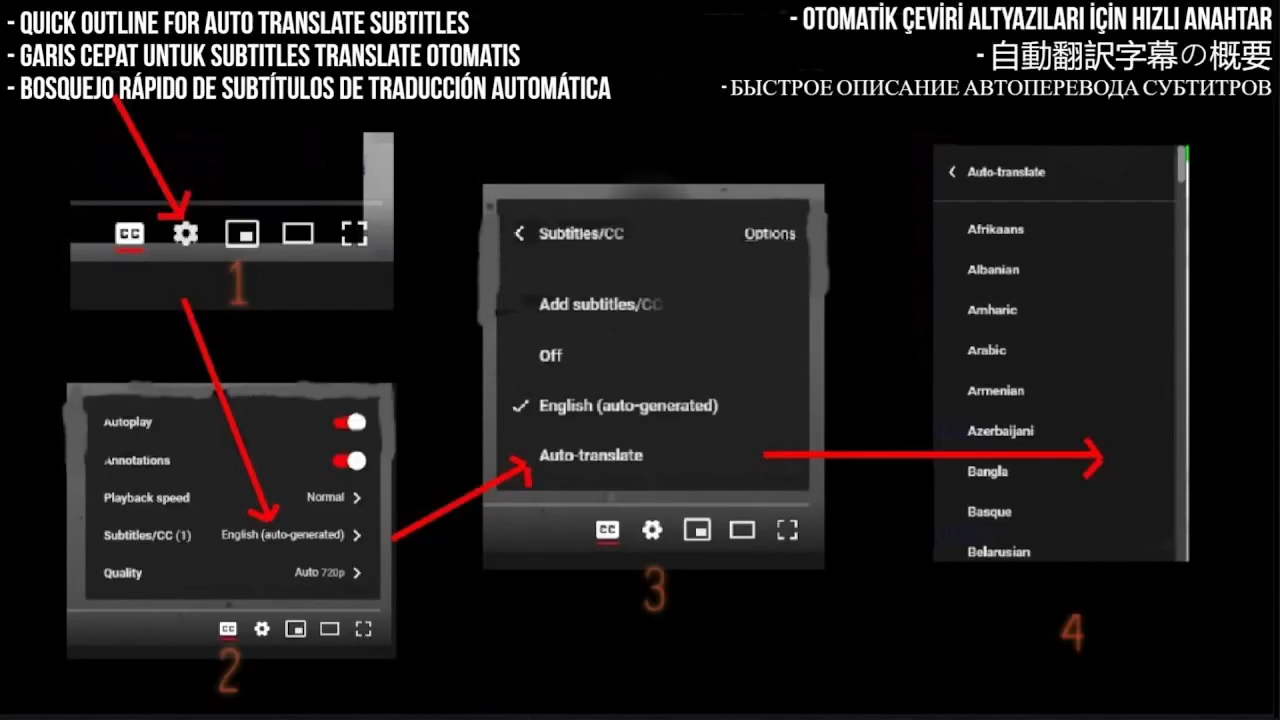 - QUICK OUTLINE FOR AUTO TRANSLATE SUBTITLES
- GARIS CEPAT UNTUK SUBTITLES TRANSLATE OTOMATIS
- BOSQUEJO RÁPIDO DE SUBTÍTULOS DE TRADUCCIÓN AUTOMÁTICA
- OTOMATİK ÇEVİRİ ALTYAZILARI İÇİN HIZLI ANAHTAR
- 自動翻訳字幕の概要
- БЫСТРОЕ ОПИСАНИЕ АВТОПЕРЕВОДА СУБТИТРОВ
CC
1
Autoplay
Annotations
Playback speed Normal
Subtitles/CC (1) English (auto-generated)
Quality Auto 720p
CC
2
Subtitles/CC Options
Add subtitles/CC
Off
English (auto-generated)
Auto-translate
CC
3
Auto-translate
Afrikaans
Albanian
Amharic
Arabic
Armenian
Azerbaijani
Bangla
Basque
Belarusian
4